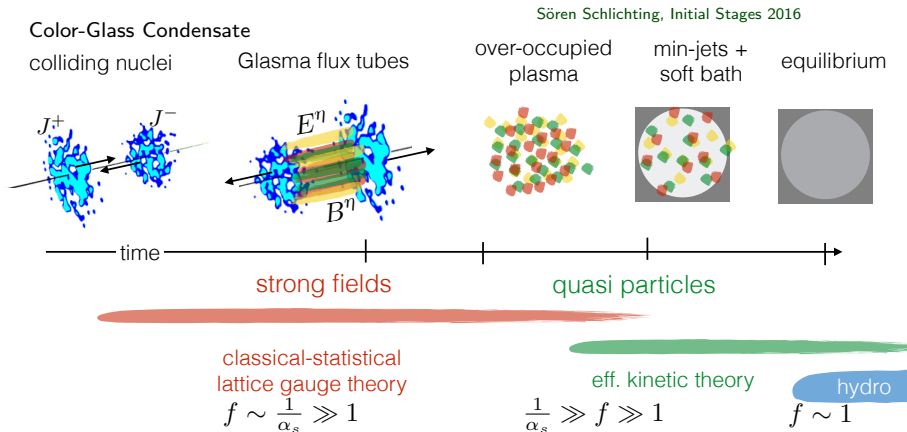 Sören Schlichting, Initial Stages 2016
Color-Glass Condensate
colliding nuclei
Glasma flux tubes
over-occupied
plasma
min-jets +
soft bath
equilibrium
J⁺
J⁻
E^η
B^η
time
strong fields
quasi particles
classical-statistical
lattice gauge theory
eff. kinetic theory
hydro
f ∼ 1/αₛ ≫ 1
1/αₛ ≫ f ≫ 1
f ∼ 1